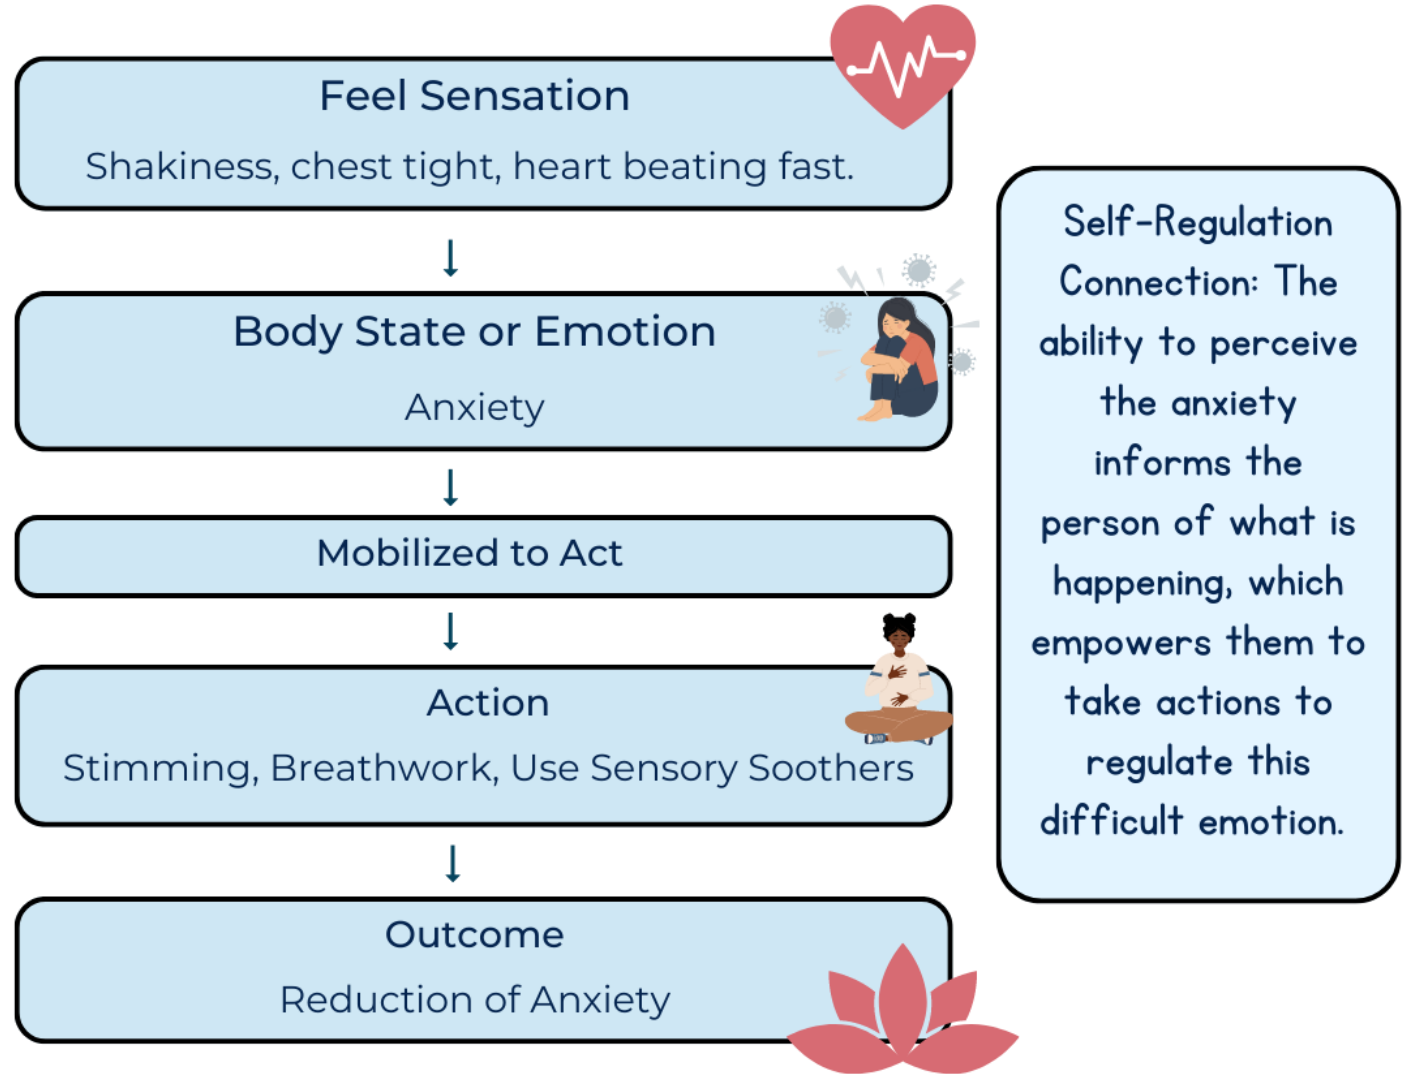 Feel Sensation
Shakiness, chest tight, heart beating fast.
Body State or Emotion
Anxiety
Mobilized to Act
Action
Stimming, Breathwork, Use Sensory Soothers
Outcome
Reduction of Anxiety
Self-Regulation
Connection: The
ability to perceive
the anxiety
informs the
person of what is
happening, which
empowers them to
take actions to
regulate this
difficult emotion.